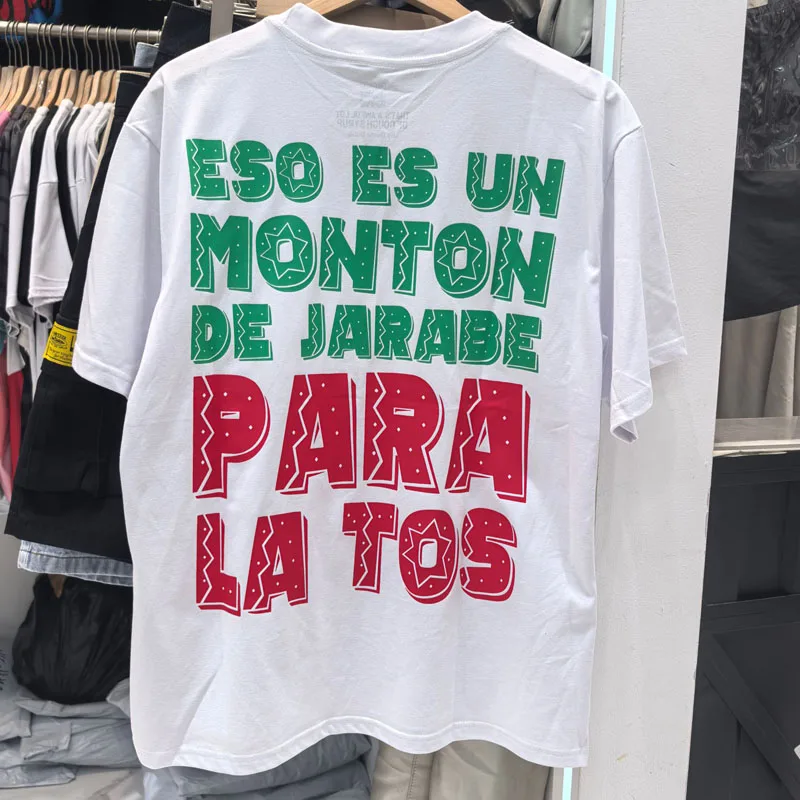 ESO ES UN
MONTON
DE JARABE
PARA
LA TOS